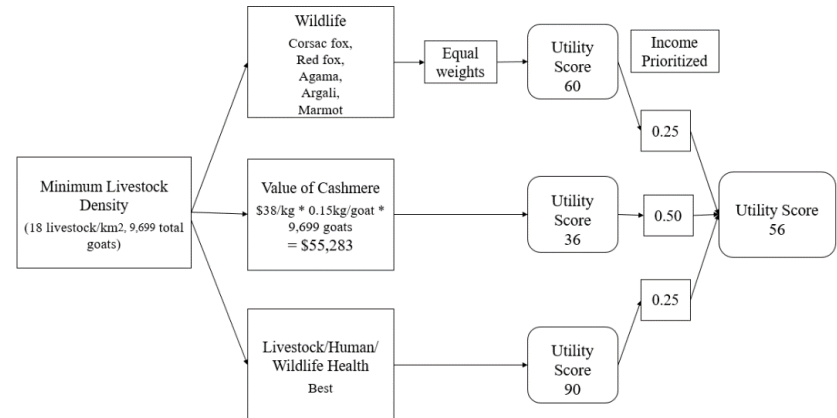 Wildlife
Corsac fox,
Red fox,
Agama,
Argali,
Marmot
Equal
weights
Utility
Score
60
Income
Prioritized
0.25
Minimum Livestock
Density
(18 livestock/km2, 9,699 total
goats)
Value of Cashmere
$38/kg * 0.15kg/goat *
9,699 goats
= $55,283
Utility
Score
36
0.50
Utility Score
56
Livestock/Human/
Wildlife Health
Best
Utility
Score
90
0.25